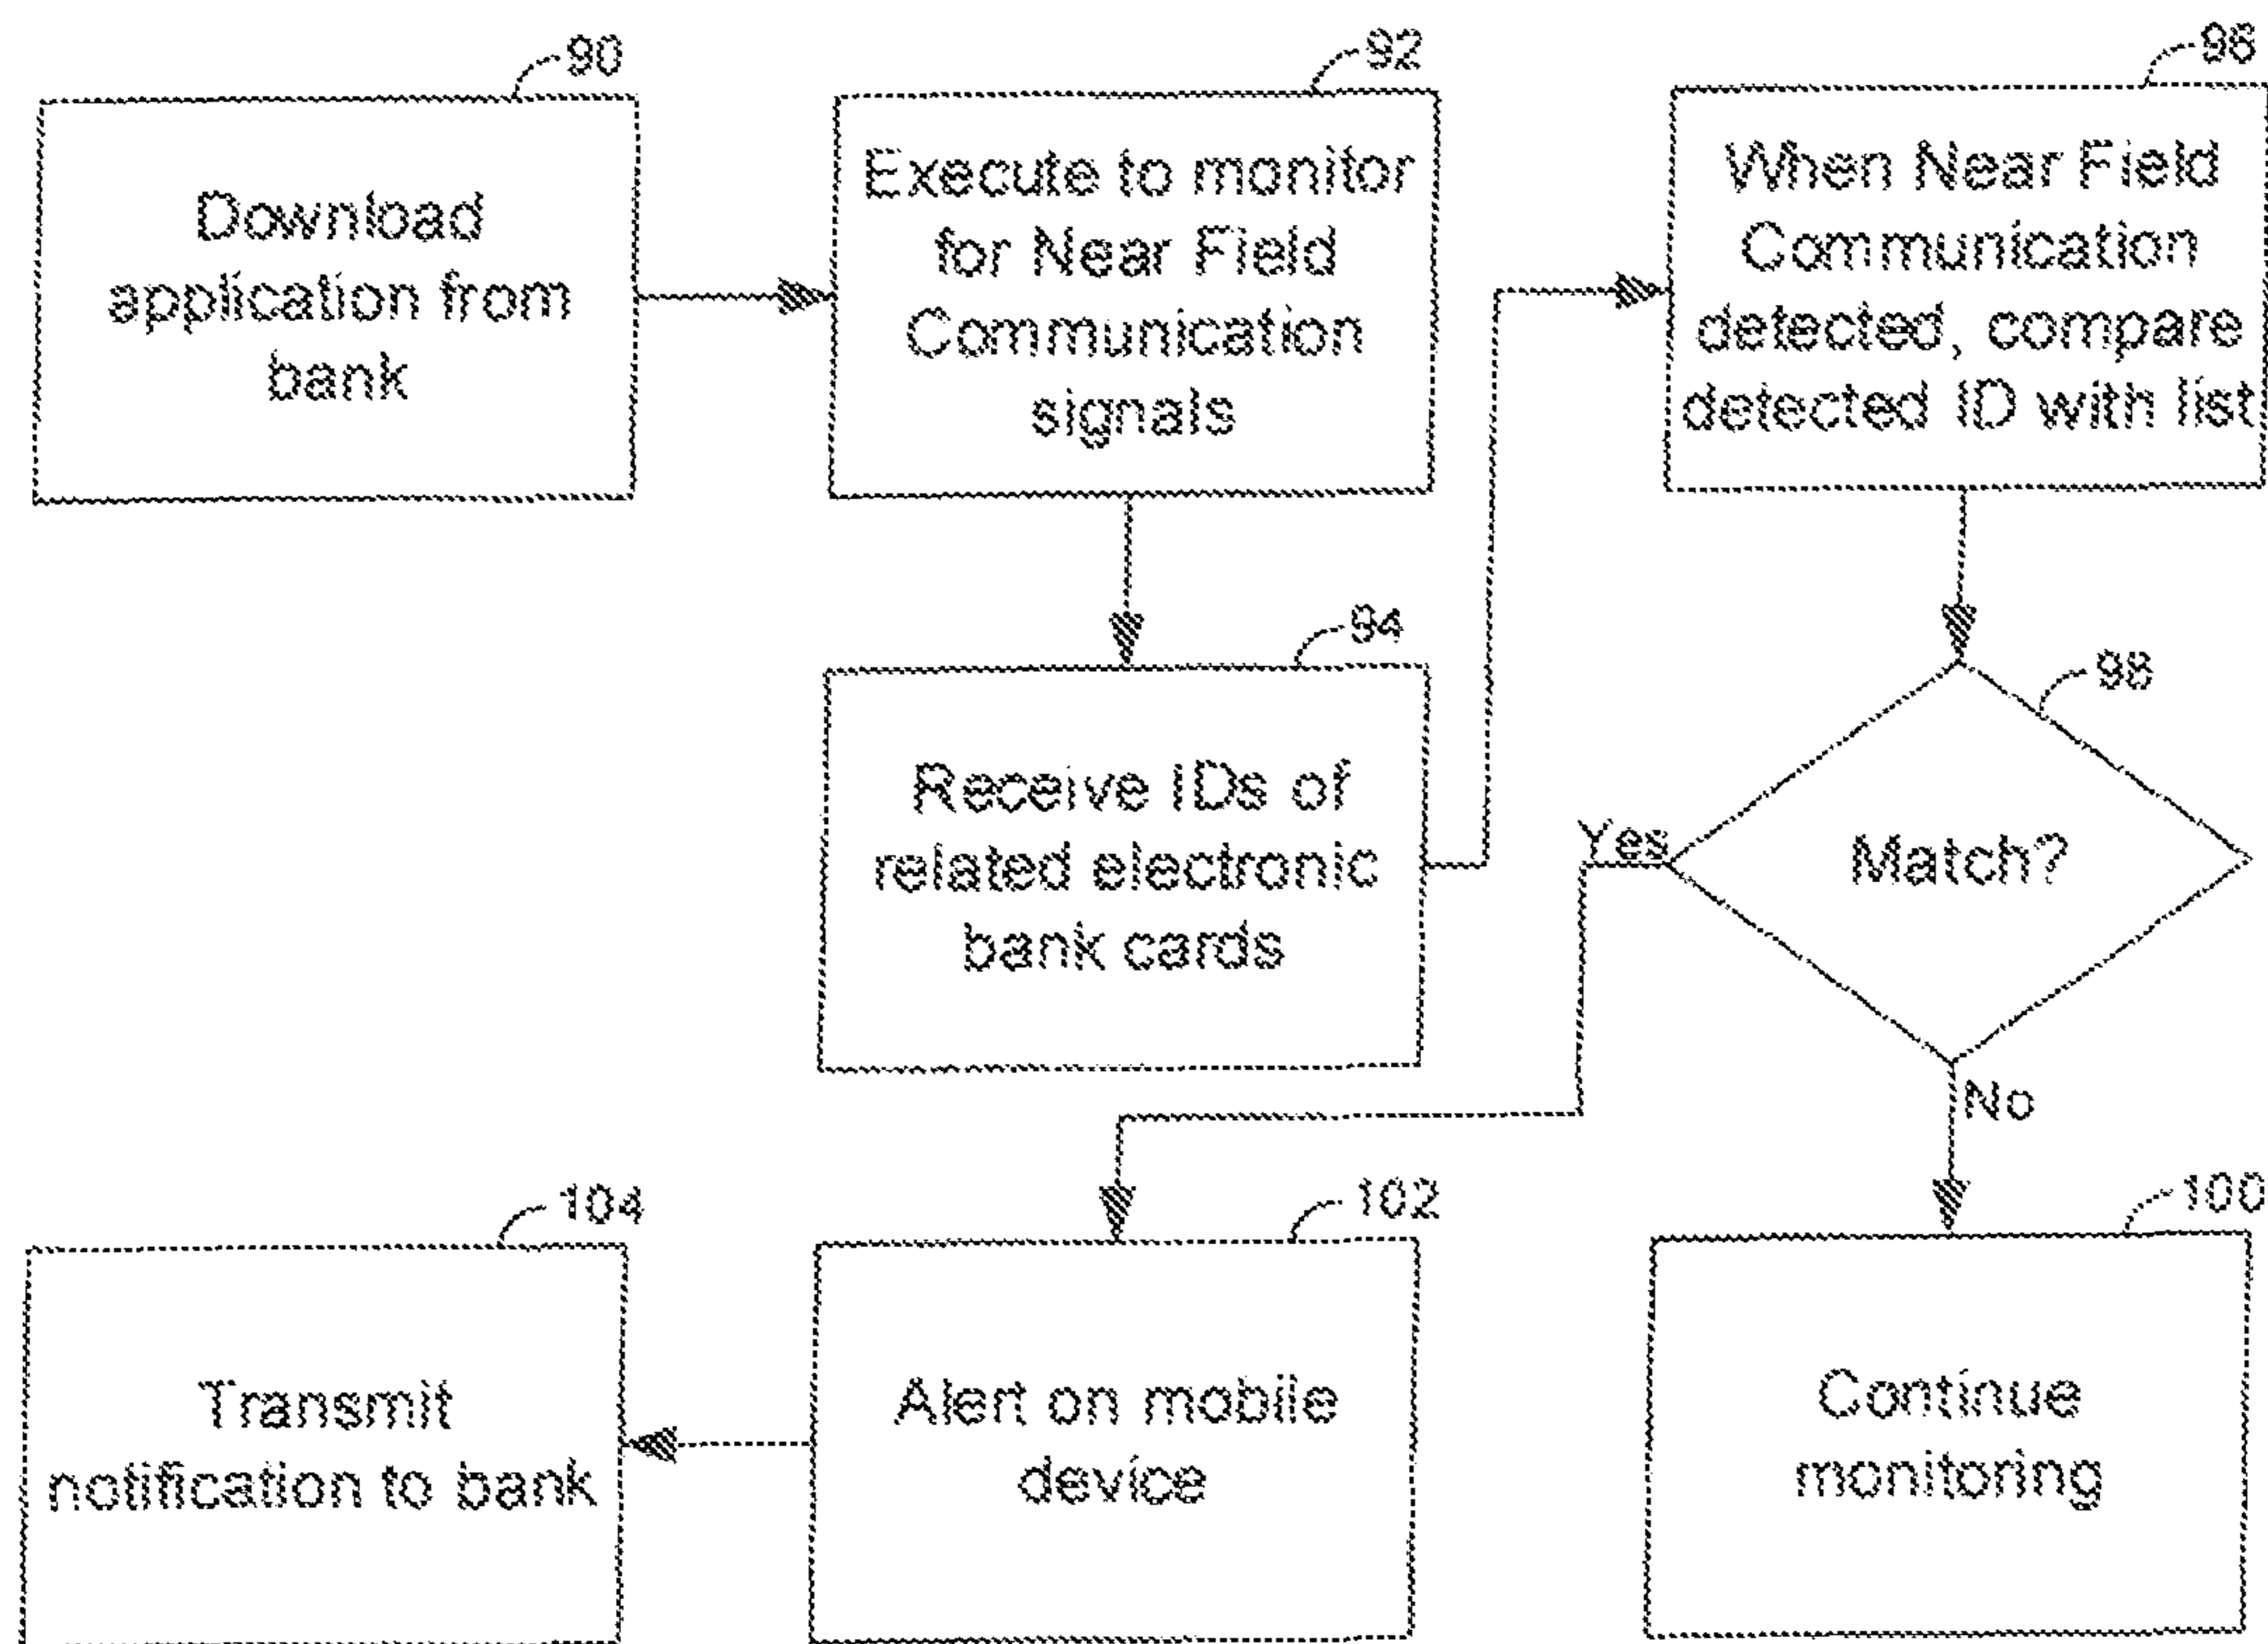 90
Download
application from
bank
92
Execute to monitor
for Near Field
Communication
signals
96
When Near Field
Communication
detected, compare
detected ID with list
94
Receive IDs of
related electronic
bank cards
98
Match?
Yes
No
104
Transmit
notification to bank
102
Alert on mobile
device
100
Continue
monitoring